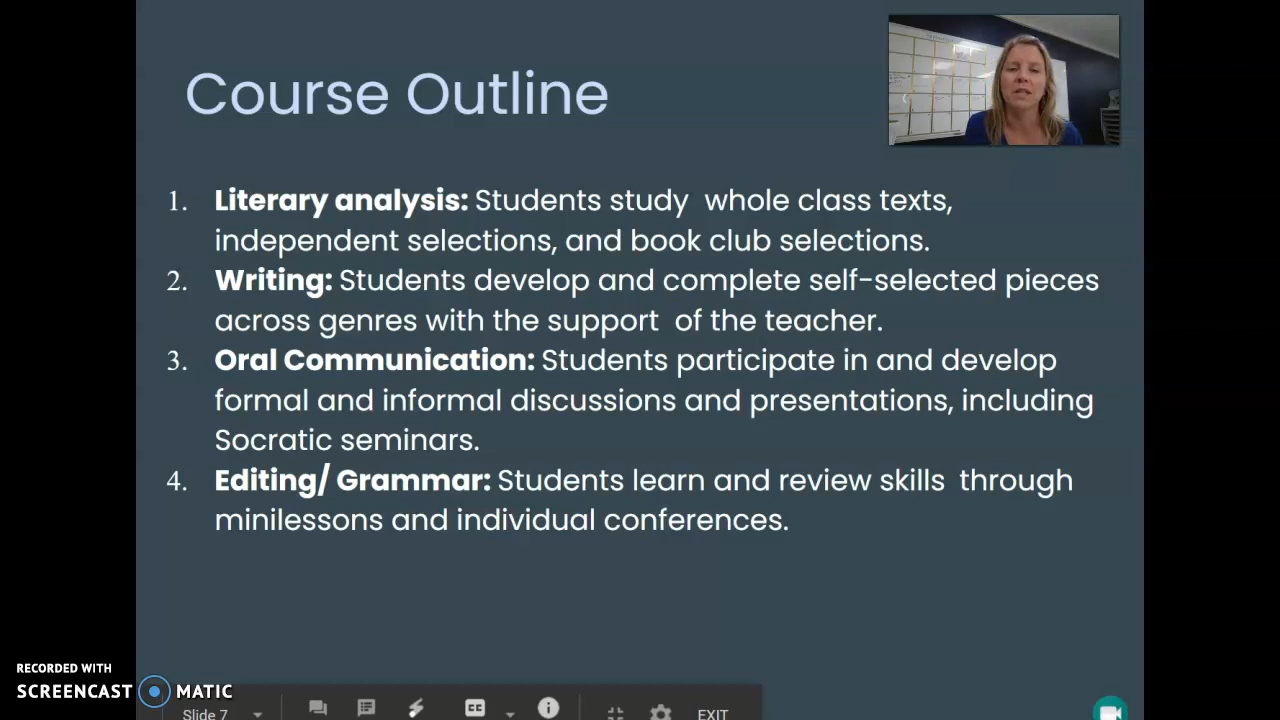 Course Outline
1. Literary analysis: Students study  whole class texts,
independent selections, and book club selections.
2. Writing: Students develop and complete self-selected pieces
across genres with the support  of the teacher.
3. Oral Communication: Students participate in and develop
formal and informal discussions and presentations, including
Socratic seminars.
4. Editing/ Grammar: Students learn and review skills  through
minilessons and individual conferences.
RECORDED WITH
SCREENCAST MATIC
Slide 7
CC
EXIT